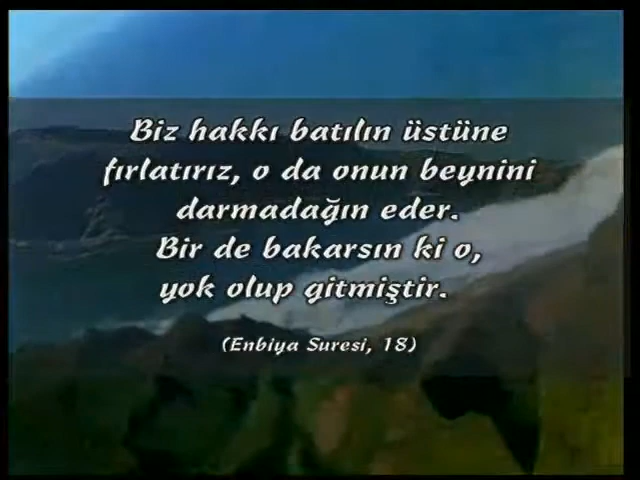 Biz hakkı batılın üstüne
fırlatırız, o da onun beynini
darmadağın eder.
Bir de bakarsın ki o,
yok olup gitmiştir.
(Enbiya Suresi, 18)